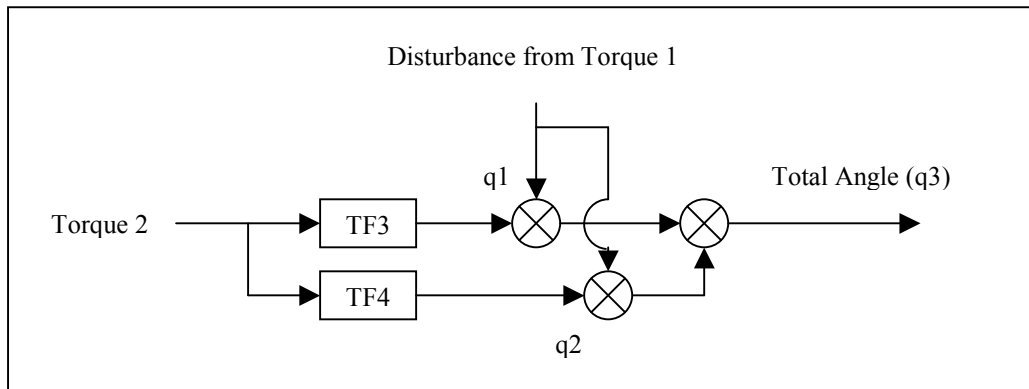 Disturbance from Torque 1
q1
Total Angle (q3)
Torque 2
TF3
TF4
q2